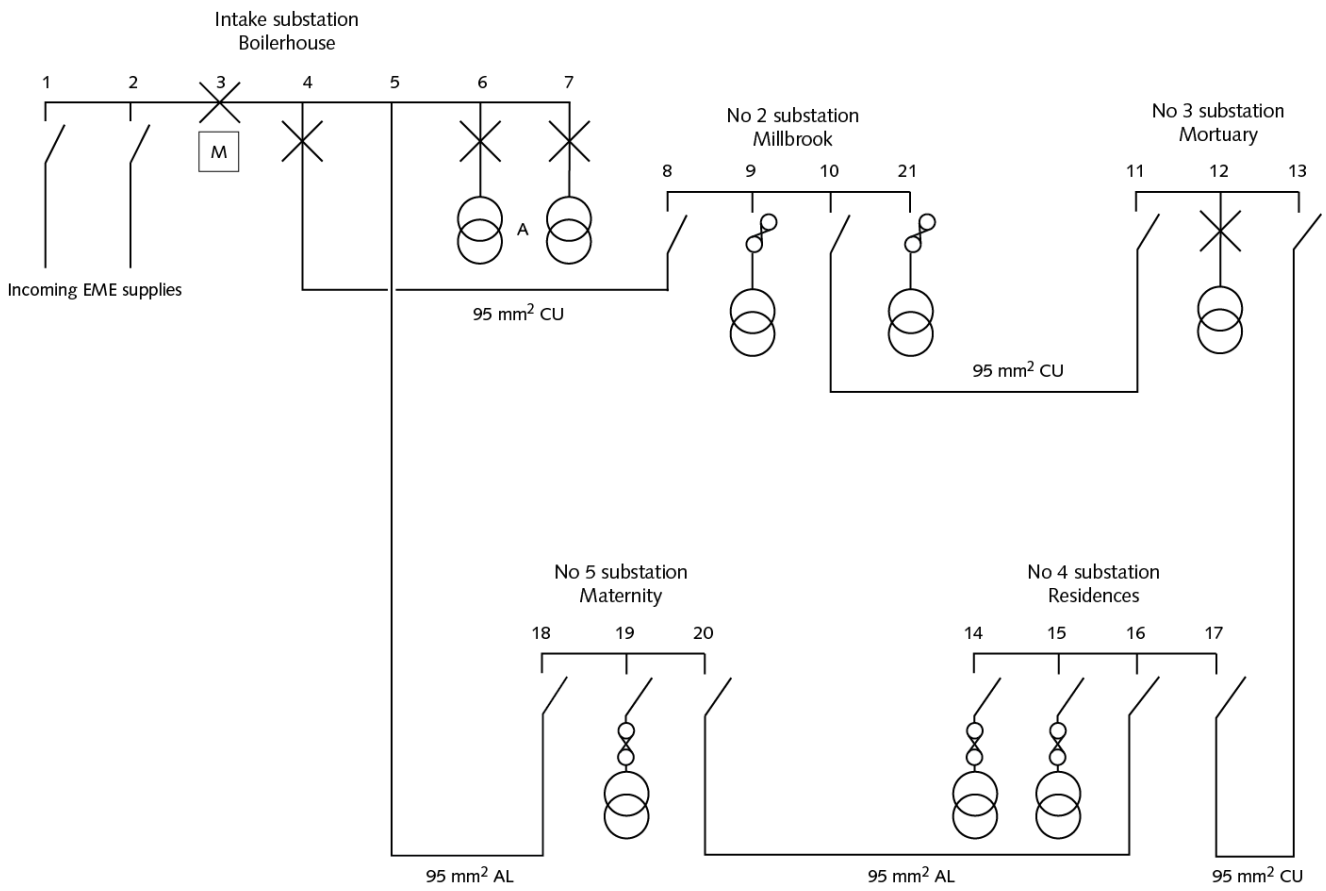 Intake substation
Boilerhouse
1 2 3 4 5 6 7
M
A
Incoming EME supplies
95 mm² CU
No 2 substation
Millbrook
8 9 10 21
95 mm² CU
No 3 substation
Mortuary
11 12 13
No 5 substation
Maternity
18 19 20
No 4 substation
Residences
14 15 16 17
95 mm² AL
95 mm² AL
95 mm² CU